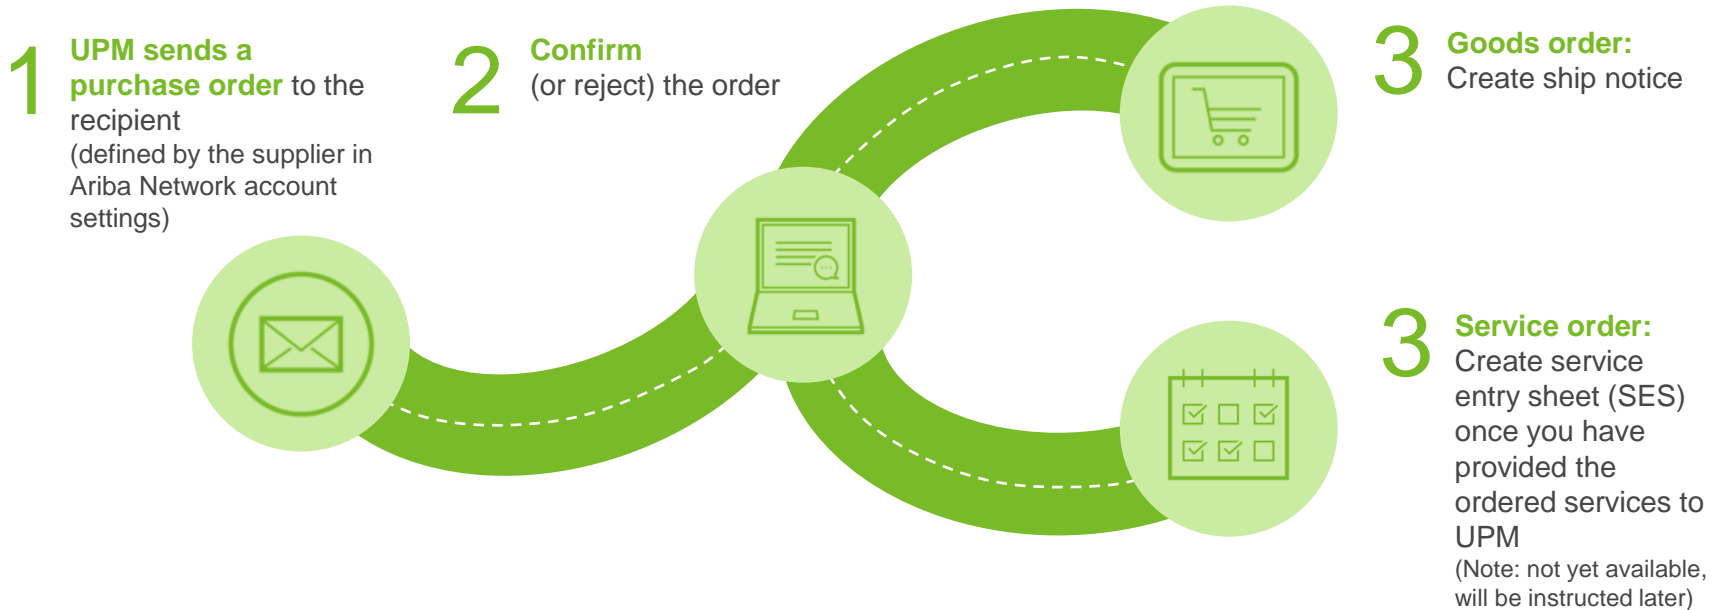 1
UPM sends a
purchase order to the
recipient
(defined by the supplier in
Ariba Network account
settings)
2
Confirm
(or reject) the order
3
Goods order:
Create ship notice
3
Service order:
Create service
entry sheet (SES)
once you have
provided the
ordered services to
UPM
(Note: not yet available,
will be instructed later)